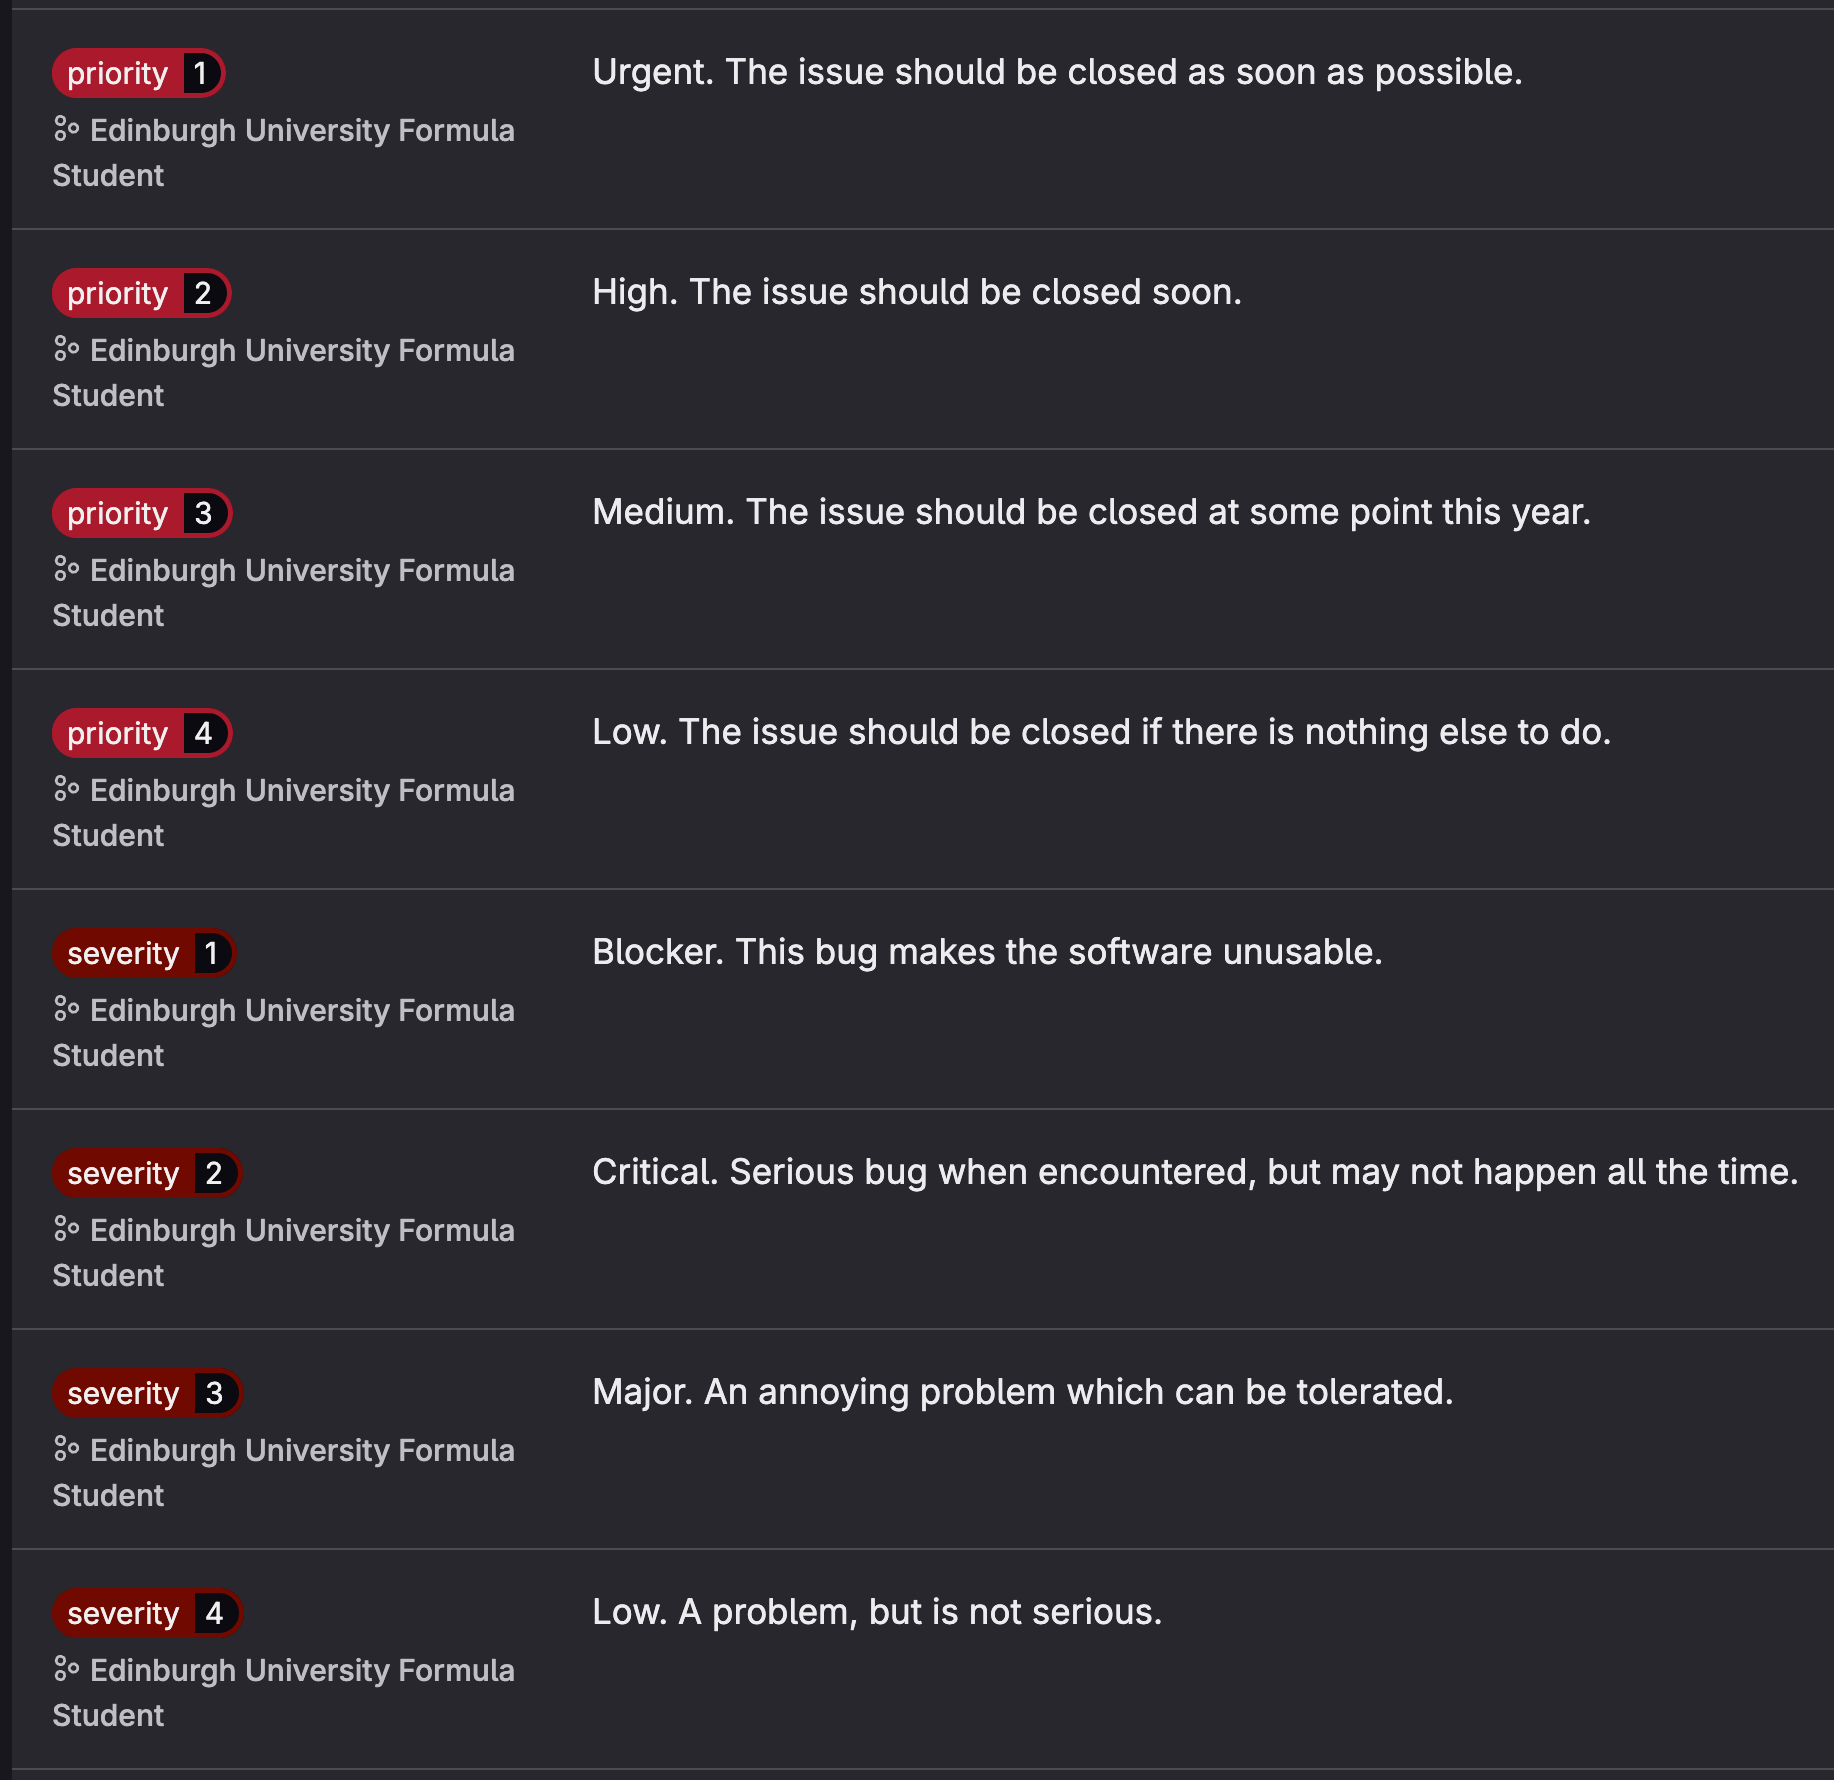 priority 1
Urgent. The issue should be closed as soon as possible.
Edinburgh University Formula
Student
priority 2
High. The issue should be closed soon.
Edinburgh University Formula
Student
priority 3
Medium. The issue should be closed at some point this year.
Edinburgh University Formula
Student
priority 4
Low. The issue should be closed if there is nothing else to do.
Edinburgh University Formula
Student
severity 1
Blocker. This bug makes the software unusable.
Edinburgh University Formula
Student
severity 2
Critical. Serious bug when encountered, but may not happen all the time.
Edinburgh University Formula
Student
severity 3
Major. An annoying problem which can be tolerated.
Edinburgh University Formula
Student
severity 4
Low. A problem, but is not serious.
Edinburgh University Formula
Student